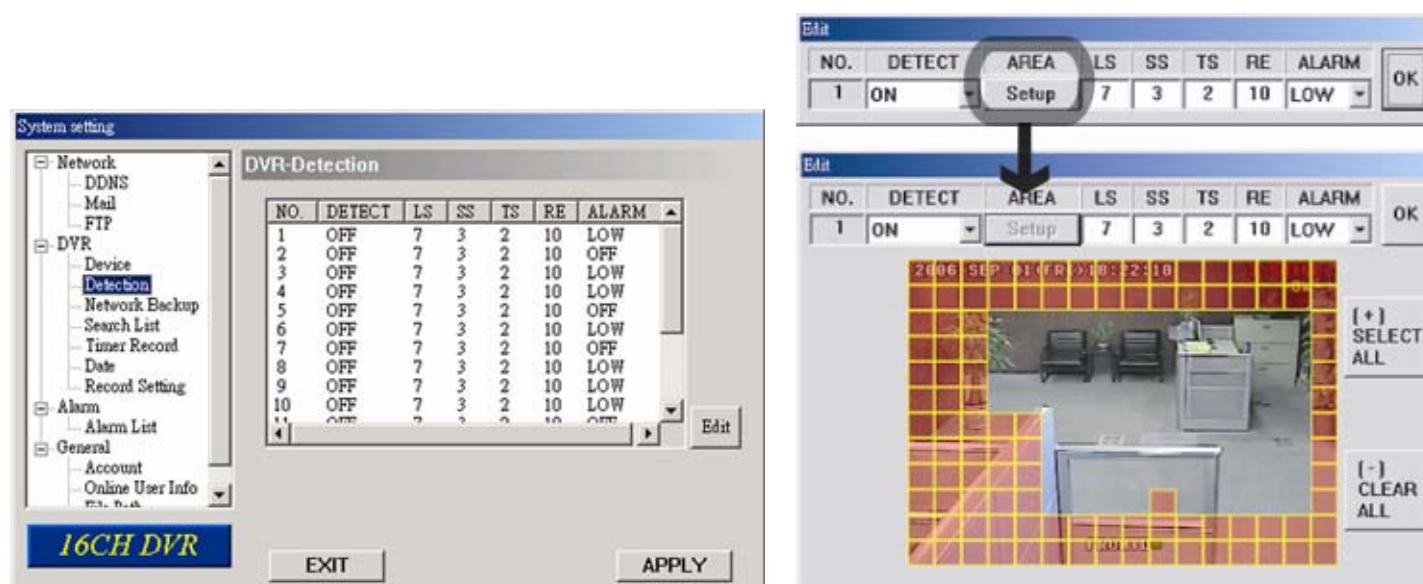 System setting
Network
DDNS
Mail
FTP
DVR
Device
Detection
Network Backup
Search List
Timer Record
Date
Record Setting
Alarm
Alarm List
General
Account
Online User Info
16CH DVR
DVR-Detection
NO. DETECT LS SS TS RE ALARM
1 OFF 7 3 2 10 LOW
2 OFF 7 3 2 10 OFF
3 OFF 7 3 2 10 LOW
4 OFF 7 3 2 10 LOW
5 OFF 7 3 2 10 OFF
6 OFF 7 3 2 10 LOW
7 OFF 7 3 2 10 OFF
8 OFF 7 3 2 10 LOW
9 OFF 7 3 2 10 LOW
10 OFF 7 3 2 10 LOW
Edit
EXIT APPLY
Edit
NO. DETECT AREA LS SS TS RE ALARM
1 ON Setup 7 3 2 10 LOW
OK
Edit
NO. DETECT AREA LS SS TS RE ALARM
1 ON Setup 7 3 2 10 LOW
OK
2006-SEP-01(FRI)18:22:18
[+]
SELECT
ALL
[-]
CLEAR
ALL